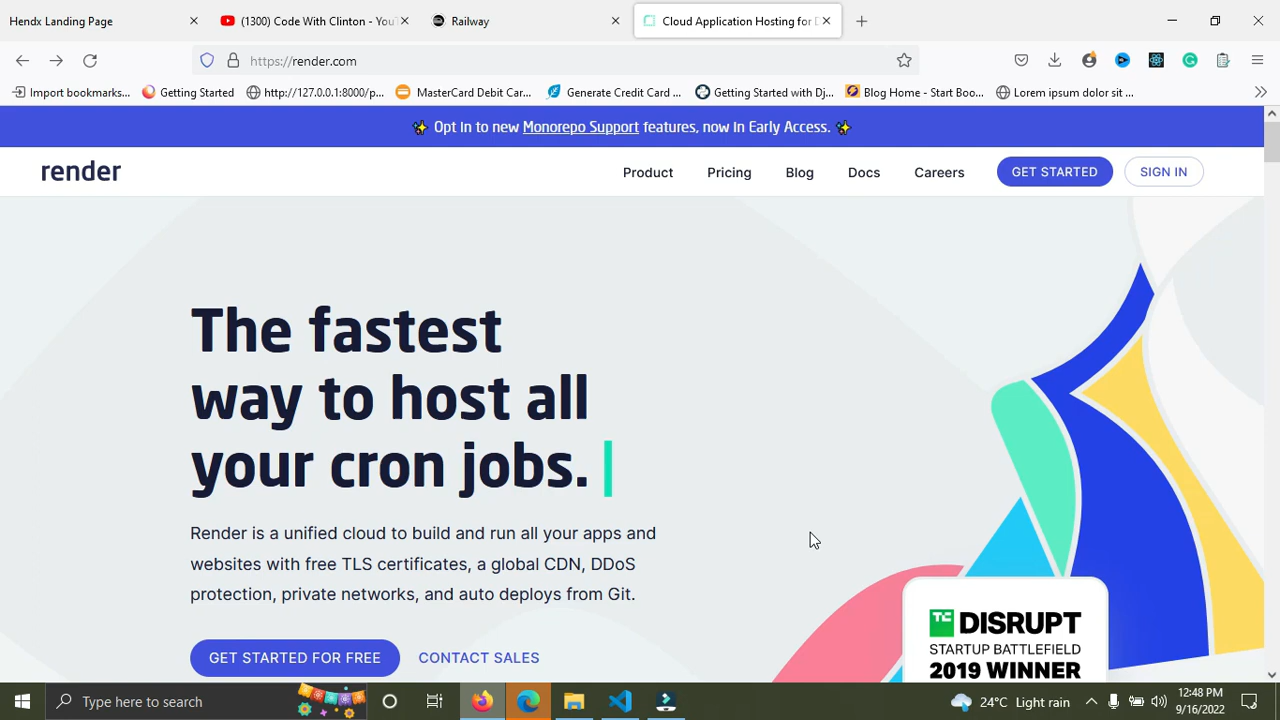 Hendx Landing Page
(1300) Code With Clinton - You
Railway
Cloud Application Hosting for D
https://render.com
Import bookmarks...
Getting Started
http://127.0.0.1:8000/p...
MasterCard Debit Car...
Generate Credit Card ...
Getting Started with Dj...
Blog Home - Start Boo...
Lorem ipsum dolor sit ...
✨ Opt in to new Monorepo Support features, now in Early Access. ✨
render
Product
Pricing
Blog
Docs
Careers
GET STARTED
SIGN IN
The fastest
way to host all
your cron jobs.
Render is a unified cloud to build and run all your apps and
websites with free TLS certificates, a global CDN, DDoS
protection, private networks, and auto deploys from Git.
GET STARTED FOR FREE
CONTACT SALES
TC DISRUPT
STARTUP BATTLEFIELD
2019 WINNER
Type here to search
24°C Light rain
12:48 PM
9/16/2022